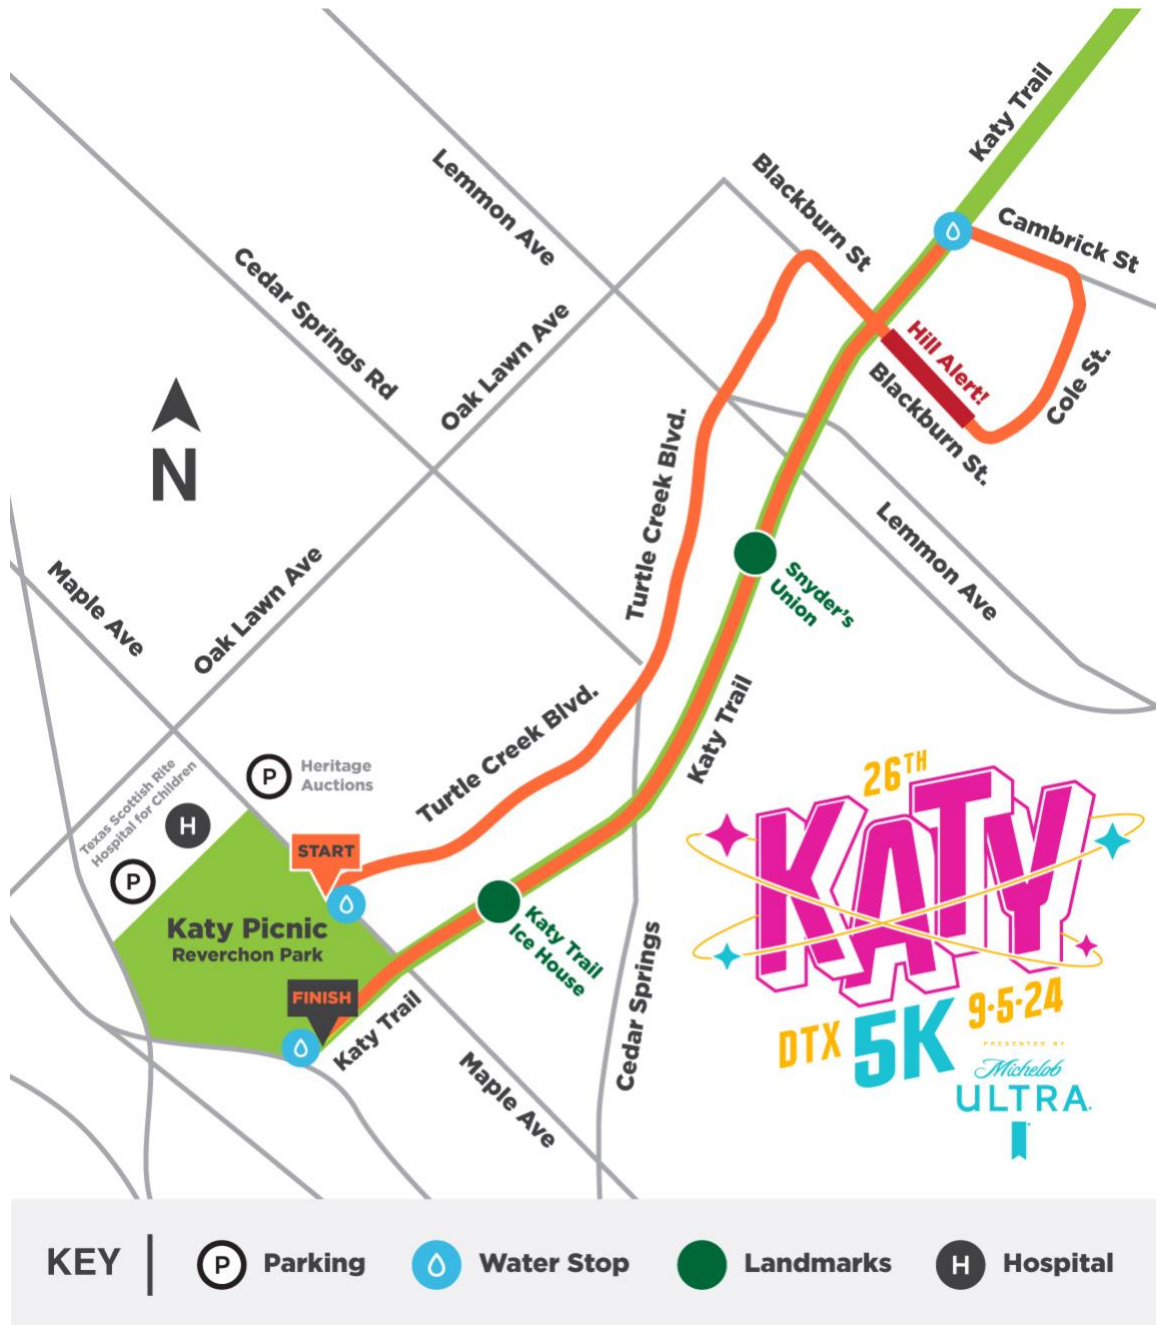 Katy Trail
Blackburn St
Lemmon Ave
Cambrick St
Cedar Springs Rd
Oak Lawn Ave
Hill Alert!
Cole St.
Blackburn St.
N
Turtle Creek Blvd.
Lemmon Ave
Maple Ave
Oak Lawn Ave
Snyder's
Union
Turtle Creek Blvd.
Katy Trail
Texas Scottish Rite
Hospital for Children
P
Heritage
Auctions
H
P
START
Katy Picnic
Reverchon Park
Katy Trail
Ice House
FINISH
Katy Trail
Cedar Springs
Maple Ave
26TH
KATY
DTX
5K
9·5·24
PRESENTED BY
Michelob
ULTRA
KEY
P
Parking
Water Stop
Landmarks
H
Hospital